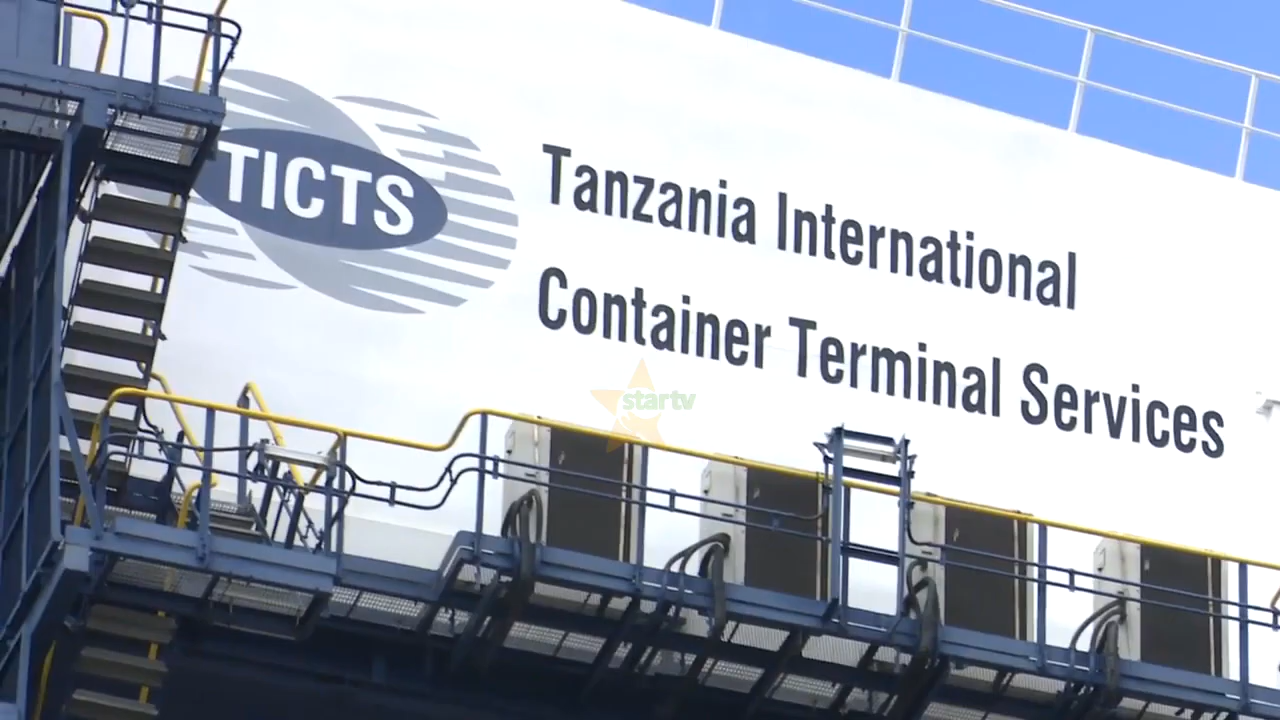 TICTS
Tanzania International
Container Terminal Services
startv